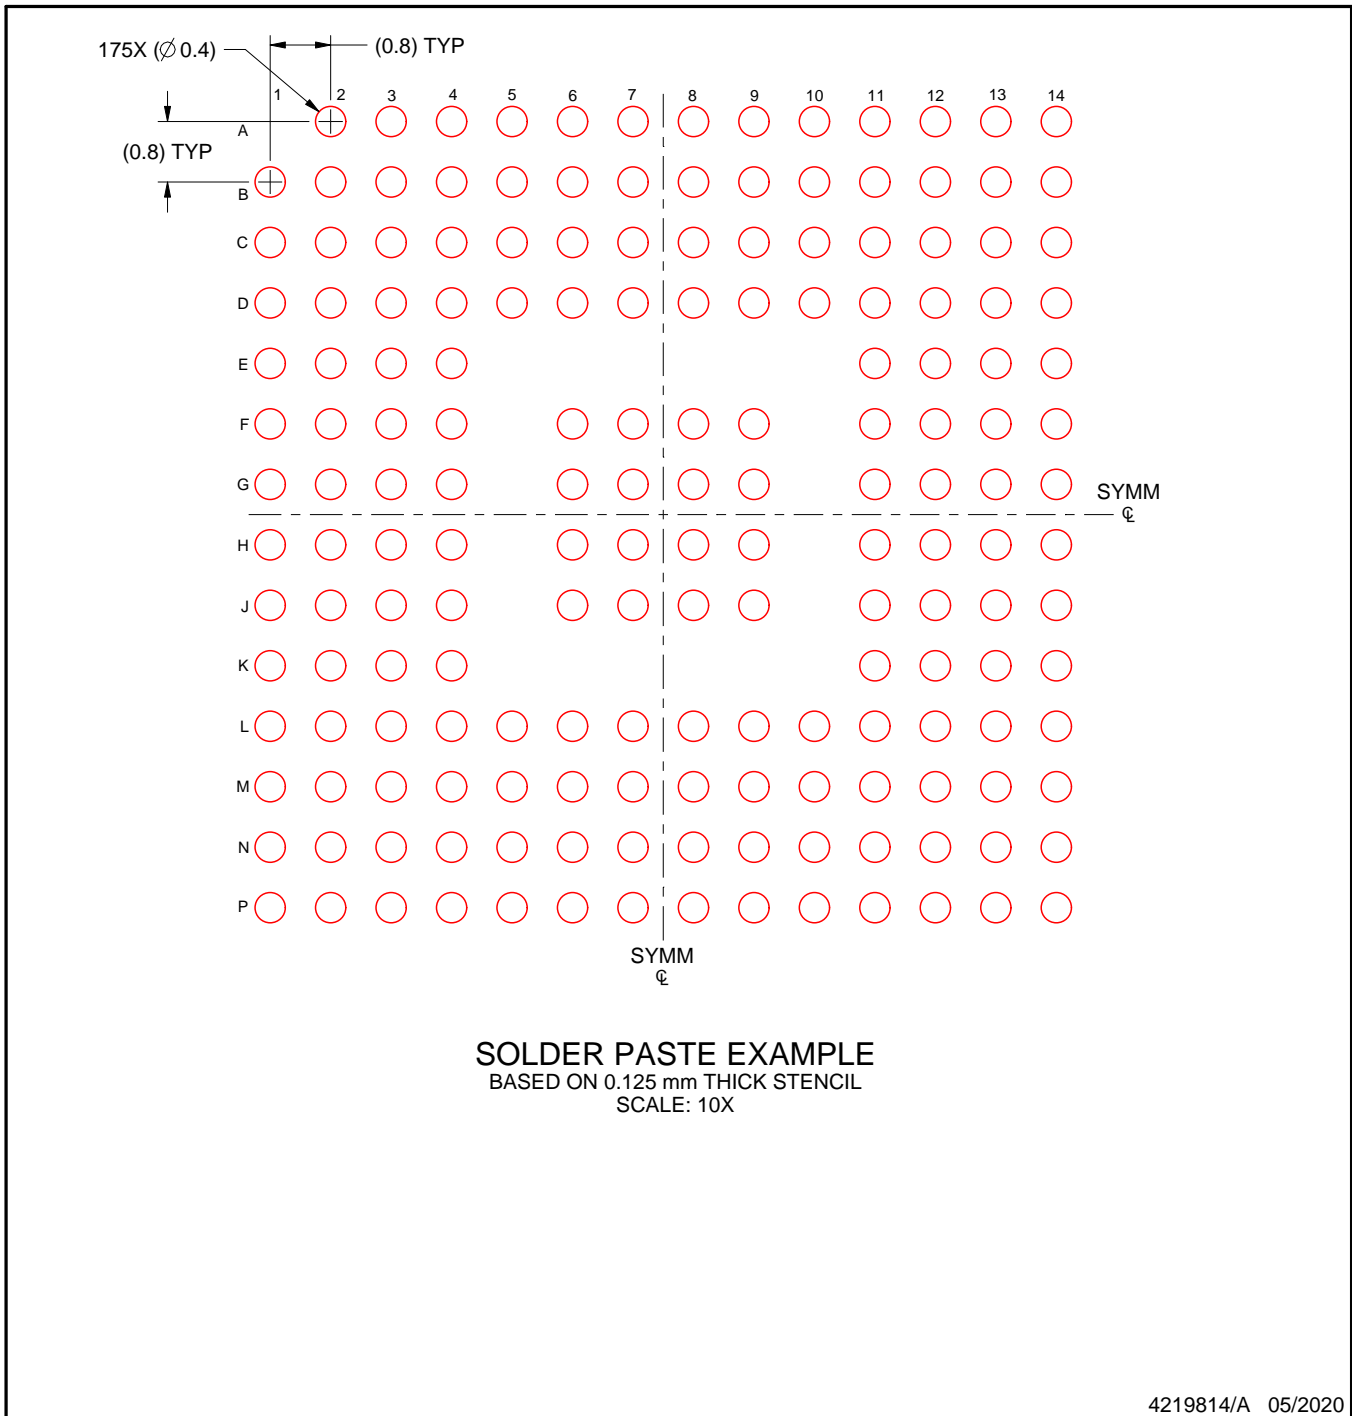 175X (∅ 0.4)
(0.8) TYP
1 2 3 4 5 6 7 8 9 10 11 12 13 14
A
(0.8) TYP
B
C
D
E
F
G
SYMM
℄
H
J
K
L
M
N
P
SYMM
℄
SOLDER PASTE EXAMPLE
BASED ON 0.125 mm THICK STENCIL
SCALE: 10X
4219814/A 05/2020